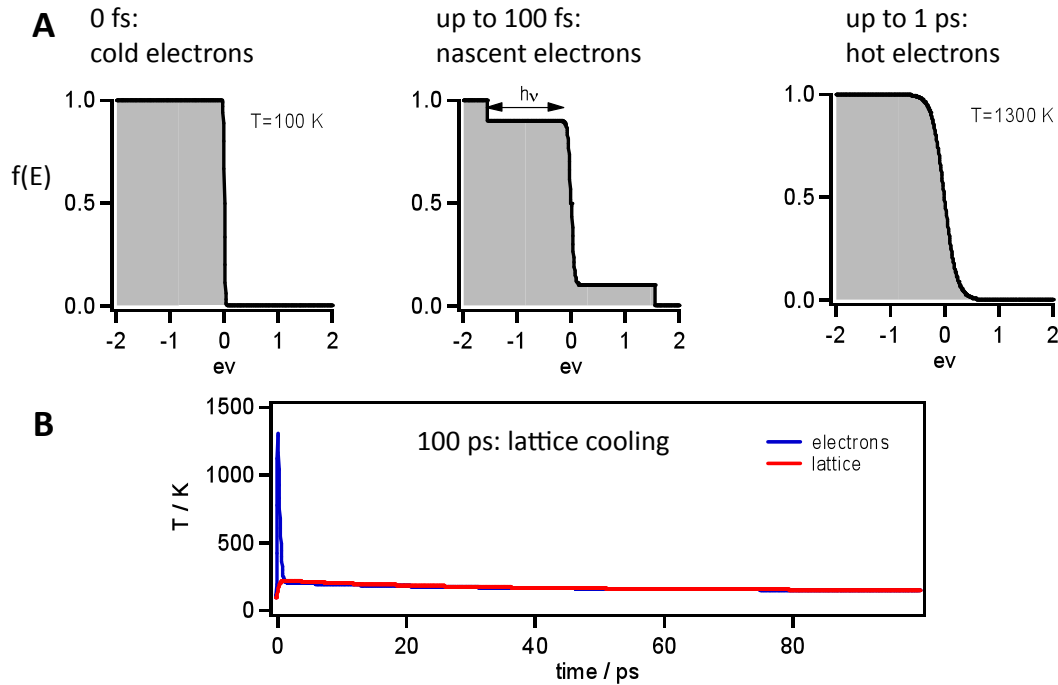 A
0 fs:
cold electrons
up to 100 fs:
nascent electrons
up to 1 ps:
hot electrons
f(E)
1.0
0.5
0.0
T=100 K
-2 -1 0 1 2
ev
1.0
0.5
0.0
hν
-2 -1 0 1 2
ev
1.0
0.5
0.0
T=1300 K
-2 -1 0 1 2
ev
B
T / K
1500
1000
500
0
100 ps: lattice cooling
electrons
lattice
0 20 40 60 80
time / ps